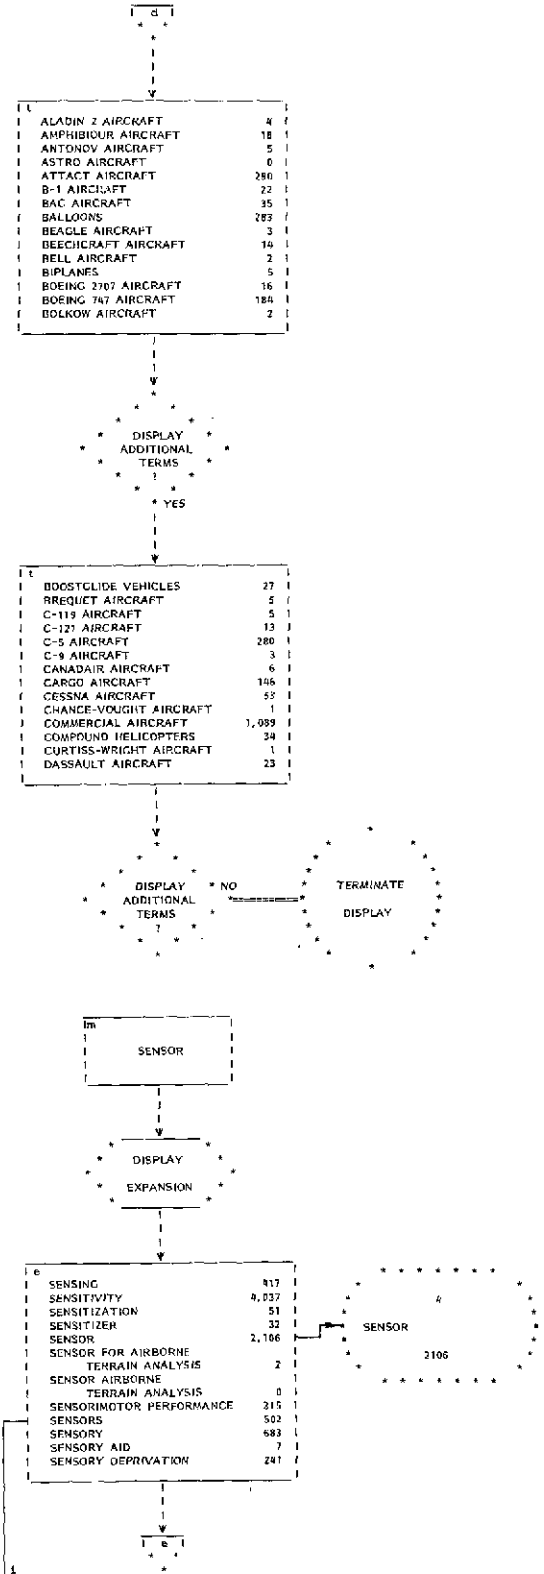 d
t
ALADIN 2 AIRCRAFT 4
AMPHIBIOUR AIRCRAFT 18
ANTONOV AIRCRAFT 5
ASTRO AIRCRAFT 0
ATTACT AIRCRAFT 280
B-1 AIRCRAFT 22
BAC AIRCRAFT 35
BALLOONS 283
BEAGLE AIRCRAFT 3
BEECHCRAFT AIRCRAFT 14
BELL AIRCRAFT 2
BIPLANES 5
BOEING 2707 AIRCRAFT 16
BOEING 747 AIRCRAFT 184
BOLKOW AIRCRAFT 2
DISPLAY
ADDITIONAL
TERMS
?
YES
t
BOOSTGLIDE VEHICLES 27
BREQUET AIRCRAFT 5
C-119 AIRCRAFT 5
C-121 AIRCRAFT 13
C-5 AIRCRAFT 280
C-9 AIRCRAFT 3
CANADAIR AIRCRAFT 6
CARGO AIRCRAFT 146
CESSNA AIRCRAFT 53
CHANCE-VOUGHT AIRCRAFT 1
COMMERCIAL AIRCRAFT 1,089
COMPOUND HELICOPTERS 34
CURTISS-WRIGHT AIRCRAFT 1
DASSAULT AIRCRAFT 23
DISPLAY
ADDITIONAL
TERMS
?
NO
TERMINATE
DISPLAY
m
SENSOR
DISPLAY
EXPANSION
e
SENSING 417
SENSITIVITY 4,037
SENSITIZATION 51
SENSITIZER 32
SENSOR 2,106
SENSOR FOR AIRBORNE
TERRAIN ANALYSIS 2
SENSOR AIRBORNE
TERRAIN ANALYSIS 0
SENSORIMOTOR PERFORMANCE 315
SENSORS 502
SENSORY 683
SENSORY AID 7
SENSORY DEPRIVATION 241
4
SENSOR
2106
e
i